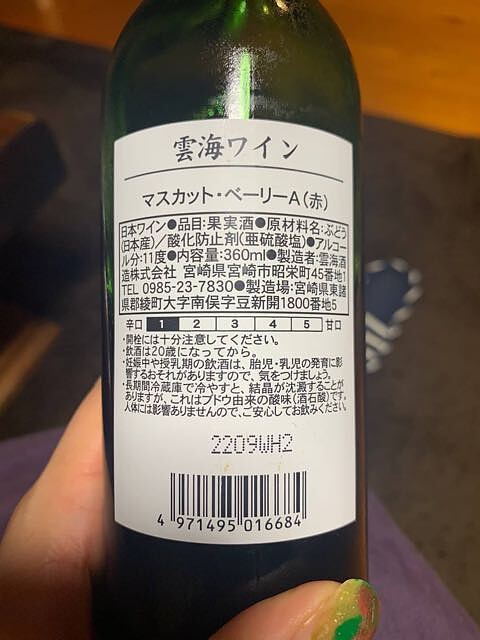 雲海ワイン
マスカット・ベーリーA(赤)
日本ワイン●品目:果実酒●原材料名:ぶどう
(日本産)／酸化防止剤(亜硫酸塩)●アルコー
ル分:11度●内容量:360ml●製造者:雲海酒
造株式会社 宮崎県宮崎市昭栄町45番地1
TEL 0985-23-7830●製造場:宮崎県東諸
県郡綾町大字南俣字豆新開1800番地5
辛口 1 2 3 4 5 甘口
・開栓には十分注意してください。
・飲酒は20歳になってから。
・妊娠中や授乳期の飲酒は、胎児・乳児の発育に影
響するおそれがありますので、気をつけましょう。
・長期間冷蔵庫で冷やすと、結晶が沈澱することが
ありますが、これはブドウ由来の酸味(酒石酸)です。
人体には影響ありませんので、ご安心してお飲みください。
2209WH2
4 971495 016684